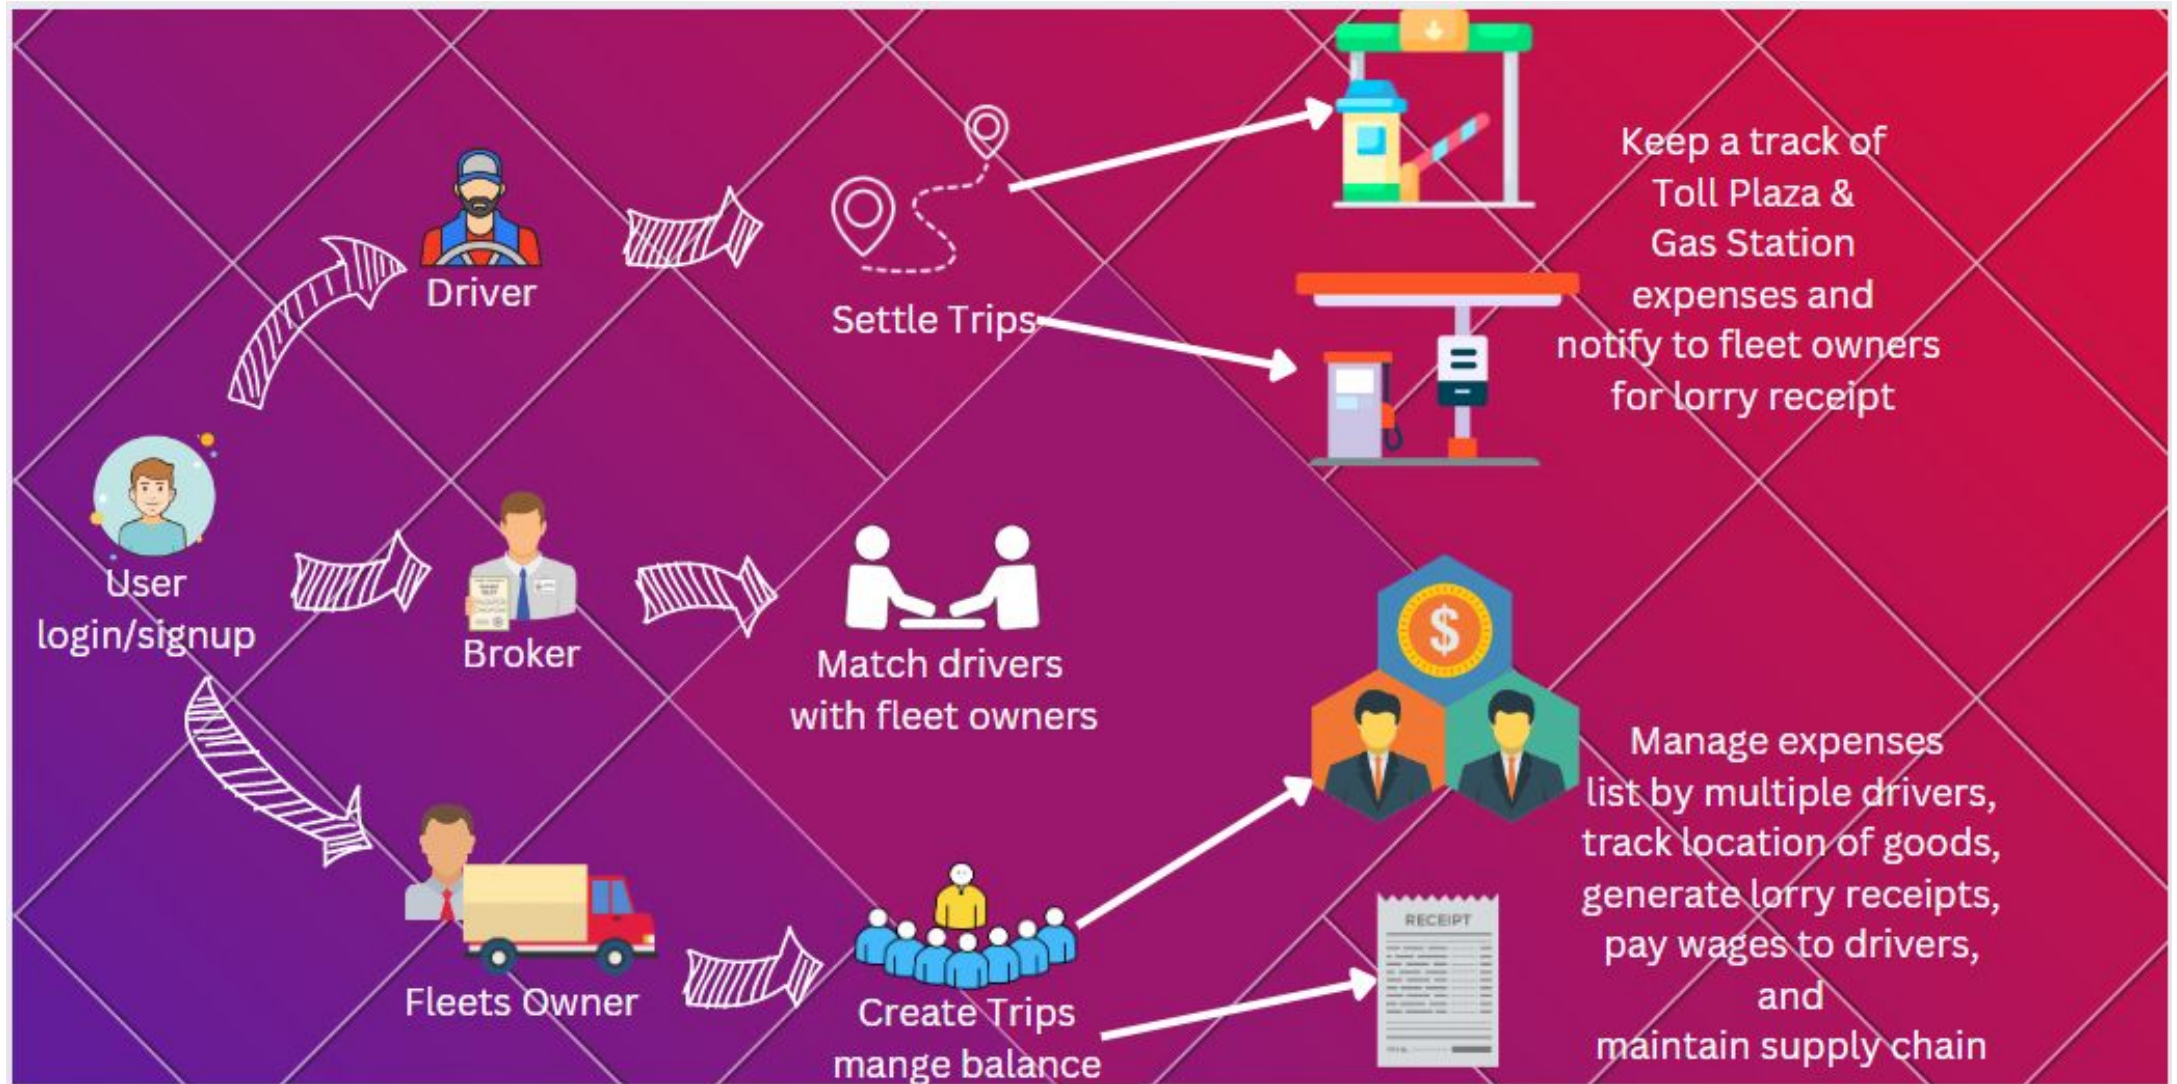 Driver
Settle Trips
Keep a track of
Toll Plaza &
Gas Station
expenses and
notify to fleet owners
for lorry receipt
User
login/signup
Broker
Match drivers
with fleet owners
Fleets Owner
Create Trips
mange balance
$
RECEIPT
Manage expenses
list by multiple drivers,
track location of goods,
generate lorry receipts,
pay wages to drivers,
and
maintain supply chain